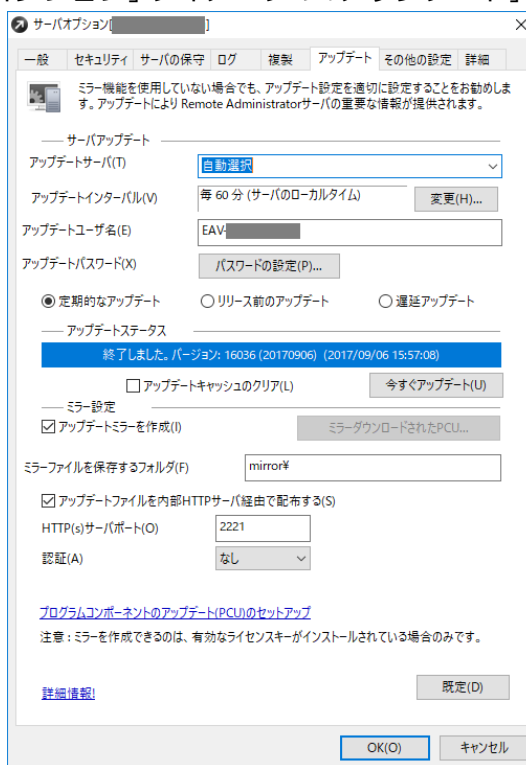 サーバオプション[ ]
一般 セキュリティ サーバの保守 ログ 複製 アップデート その他の設定 詳細
ミラー機能を使用していない場合でも、アップデート設定を適切に設定することをお勧めしま
す。アップデートにより Remote Administratorサーバの重要な情報が提供されます。
サーバアップデート
アップデートサーバ(T) 自動選択
アップデートインターバル(V) 毎 60 分 (サーバのローカルタイム) 変更(H)...
アップデートユーザ名(E) EAV-
アップデートパスワード(X) パスワードの設定(P)...
定期的なアップデート リリース前のアップデート 遅延アップデート
アップデートステータス
終了しました。バージョン: 16036 (20170906) (2017/09/06 15:57:08)
アップデートキャッシュのクリア(L) 今すぐアップデート(U)
ミラー設定
アップデートミラーを作成(I) ミラーダウンロードされたPCU...
ミラーファイルを保存するフォルダ(F) mirror¥
アップデートファイルを内部HTTPサーバ経由で配布する(S)
HTTP(s)サーバポート(O) 2221
認証(A) なし
プログラムコンポーネントのアップデート(PCU)のセットアップ
注意 : ミラーを作成できるのは、有効なライセンスキーがインストールされている場合のみです。
詳細情報! 既定(D)
OK(O) キャンセル